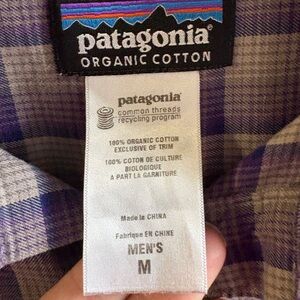 patagonia®
ORGANIC COTTON
patagonia®
common threads
recycling program
100% ORGANIC COTTON
EXCLUSIVE OF TRIM
100% COTON DE CULTURE
BIOLOGIQUE
A PART LA GARNITURE
Made in CHINA
Fabrique EN CHINE
MEN'S
M